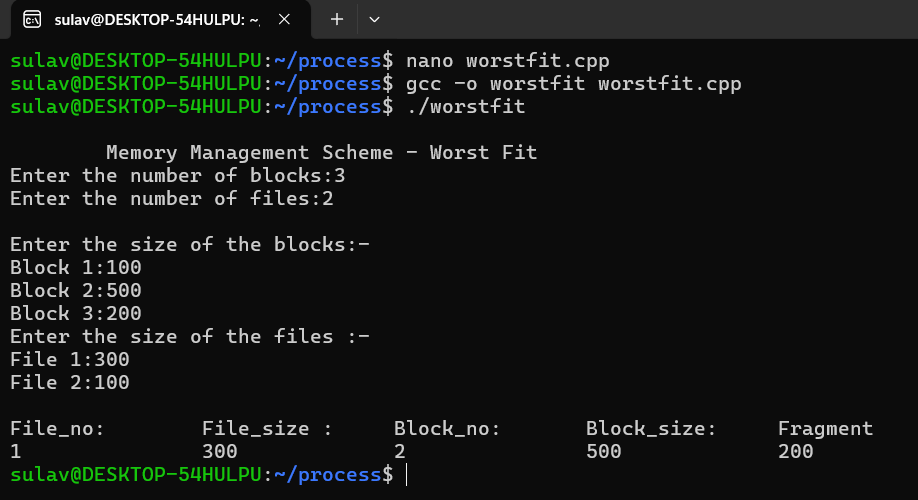 sulav@DESKTOP-54HULPU: ~,
sulav@DESKTOP-54HULPU:~/process$ nano worstfit.cpp
sulav@DESKTOP-54HULPU:~/process$ gcc -o worstfit worstfit.cpp
sulav@DESKTOP-54HULPU:~/process$ ./worstfit
Memory Management Scheme - Worst Fit
Enter the number of blocks:3
Enter the number of files:2
Enter the size of the blocks:-
Block 1:100
Block 2:500
Block 3:200
Enter the size of the files :-
File 1:300
File 2:100
File_no: File_size : Block_no: Block_size: Fragment
1 300 2 500 200
sulav@DESKTOP-54HULPU:~/process$